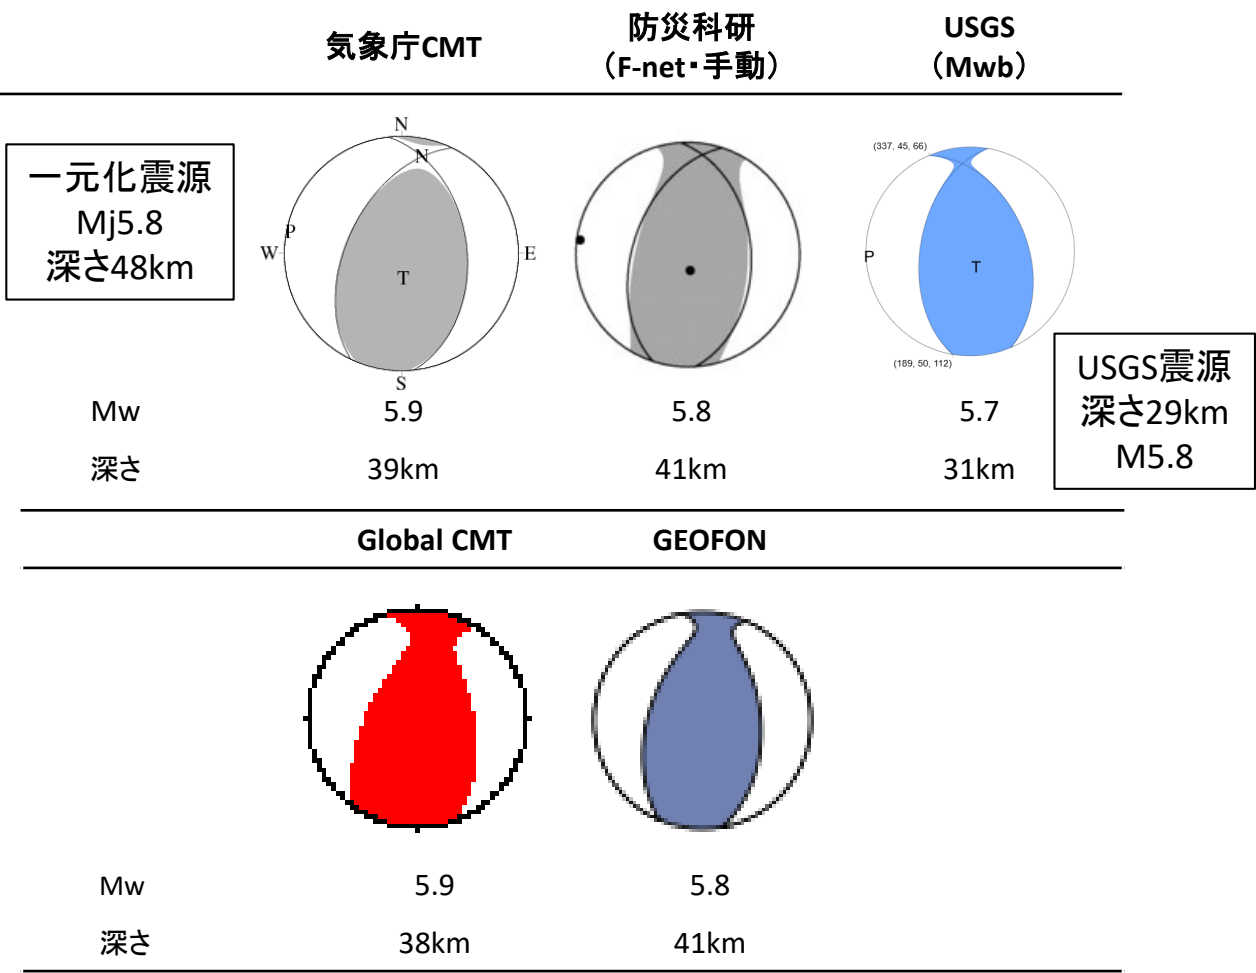 気象庁CMT
防災科研
（F-net・手動）
USGS
（Mwb）
一元化震源
Mj5.8
深さ48km
N
N
P
W
E
T
S
(337, 45, 66)
P
T
(189, 50, 112)
USGS震源
深さ29km
M5.8
Mw 5.9 5.8 5.7
深さ 39km 41km 31km
Global CMT GEOFON
Mw 5.9 5.8
深さ 38km 41km